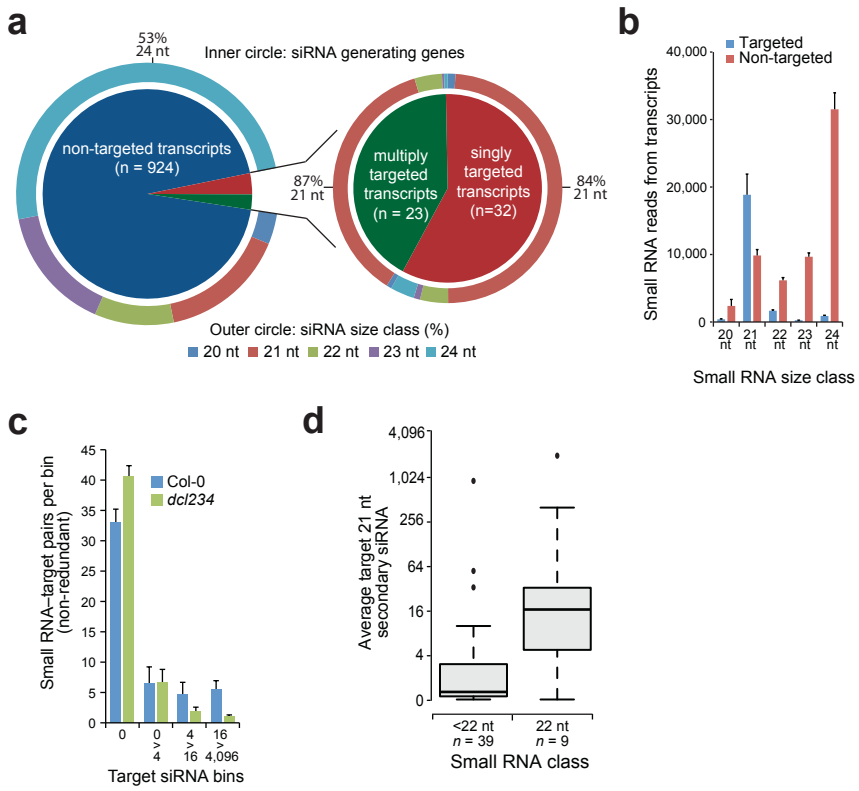 a
53%
24 nt
Inner circle: siRNA generating genes
non-targeted transcripts
(n = 924)
87%
21 nt
multiply
targeted
transcripts
(n = 23)
singly
targeted
transcripts
(n=32)
84%
21 nt
Outer circle: siRNA size class (%)
20 nt 21 nt 22 nt 23 nt 24 nt
b
Targeted
Non-targeted
Small RNA reads from transcripts
40,000
30,000
20,000
10,000
0
20 21 22 23 24
nt nt nt nt nt
Small RNA size class
c
Small RNA–target pairs per bin
(non-redundant)
45
40
35
30
25
20
15
10
5
0
Col-0
dcl234
0
0 > 4
4 > 16
16 > 4,096
Target siRNA bins
d
Average target 21 nt
secondary siRNA
4,096
1,024
256
64
16
4
0
<22 nt 22 nt
n = 39 n = 9
Small RNA class